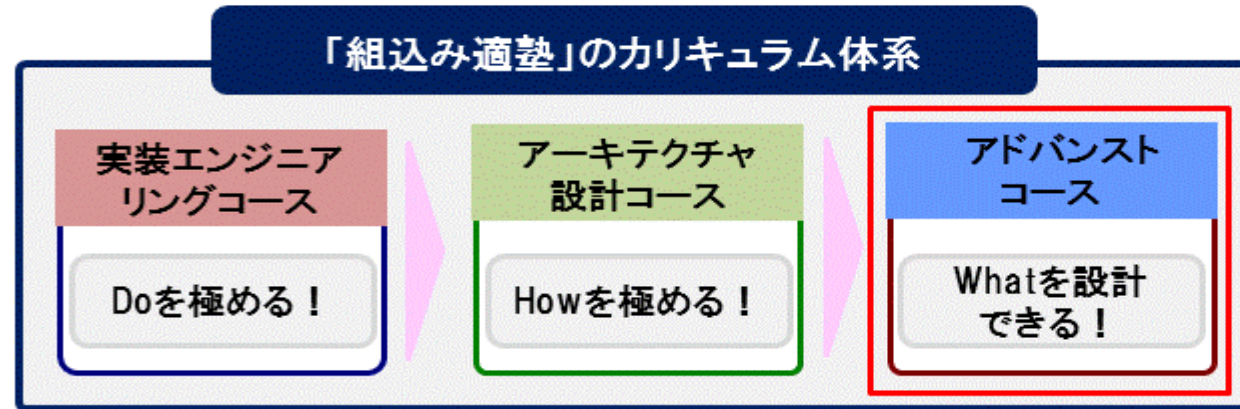 「組込み適塾」のカリキュラム体系
実装エンジニア
リングコース
Doを極める！
アーキテクチャ
設計コース
Howを極める！
アドバンスト
コース
Whatを設計
できる！